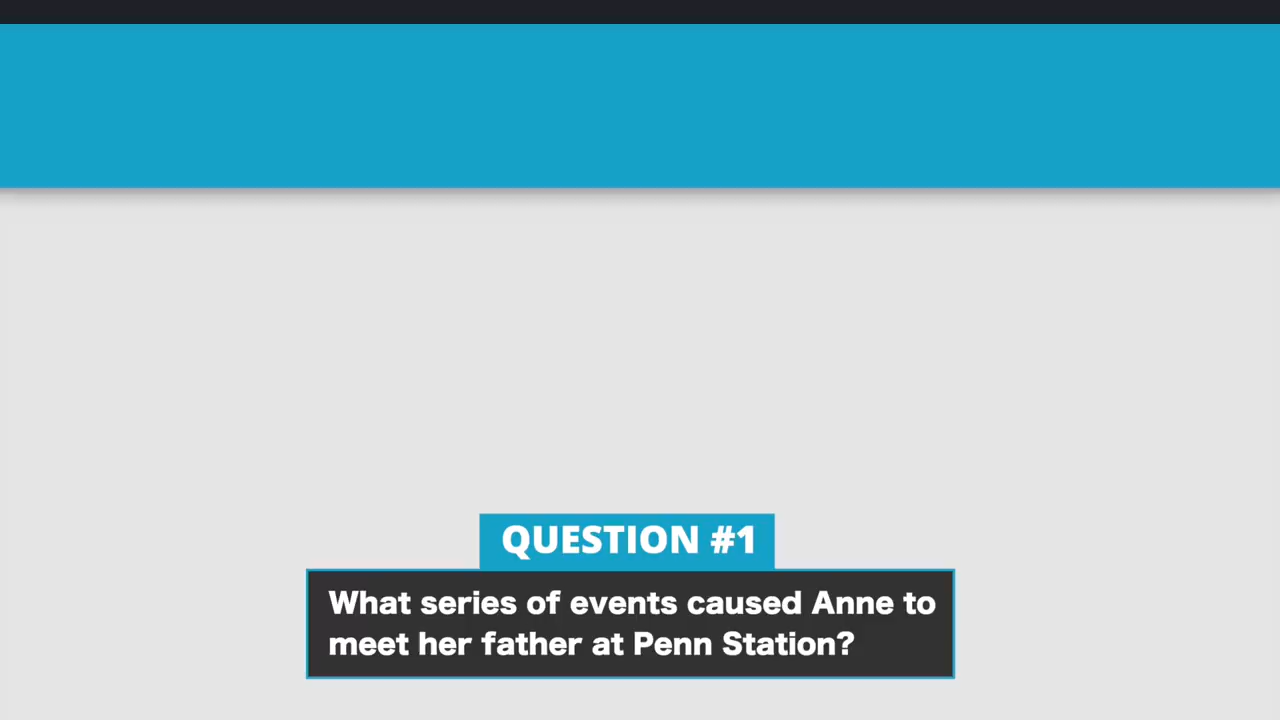 QUESTION #1
What series of events caused Anne to
meet her father at Penn Station?